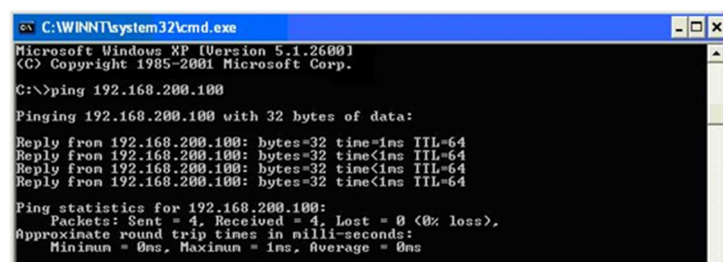 C:\WINNT\system32\cmd.exe
Microsoft Windows XP [Version 5.1.2600]
(C) Copyright 1985-2001 Microsoft Corp.
C:\>ping 192.168.200.100
Pinging 192.168.200.100 with 32 bytes of data:
Reply from 192.168.200.100: bytes=32 time=1ms TTL=64
Reply from 192.168.200.100: bytes=32 time<1ms TTL=64
Reply from 192.168.200.100: bytes=32 time<1ms TTL=64
Reply from 192.168.200.100: bytes=32 time<1ms TTL=64
Ping statistics for 192.168.200.100:
Packets: Sent = 4, Received = 4, Lost = 0 (0% loss),
Approximate round trip times in milli-seconds:
Minimum = 0ms, Maximum = 1ms, Average = 0ms